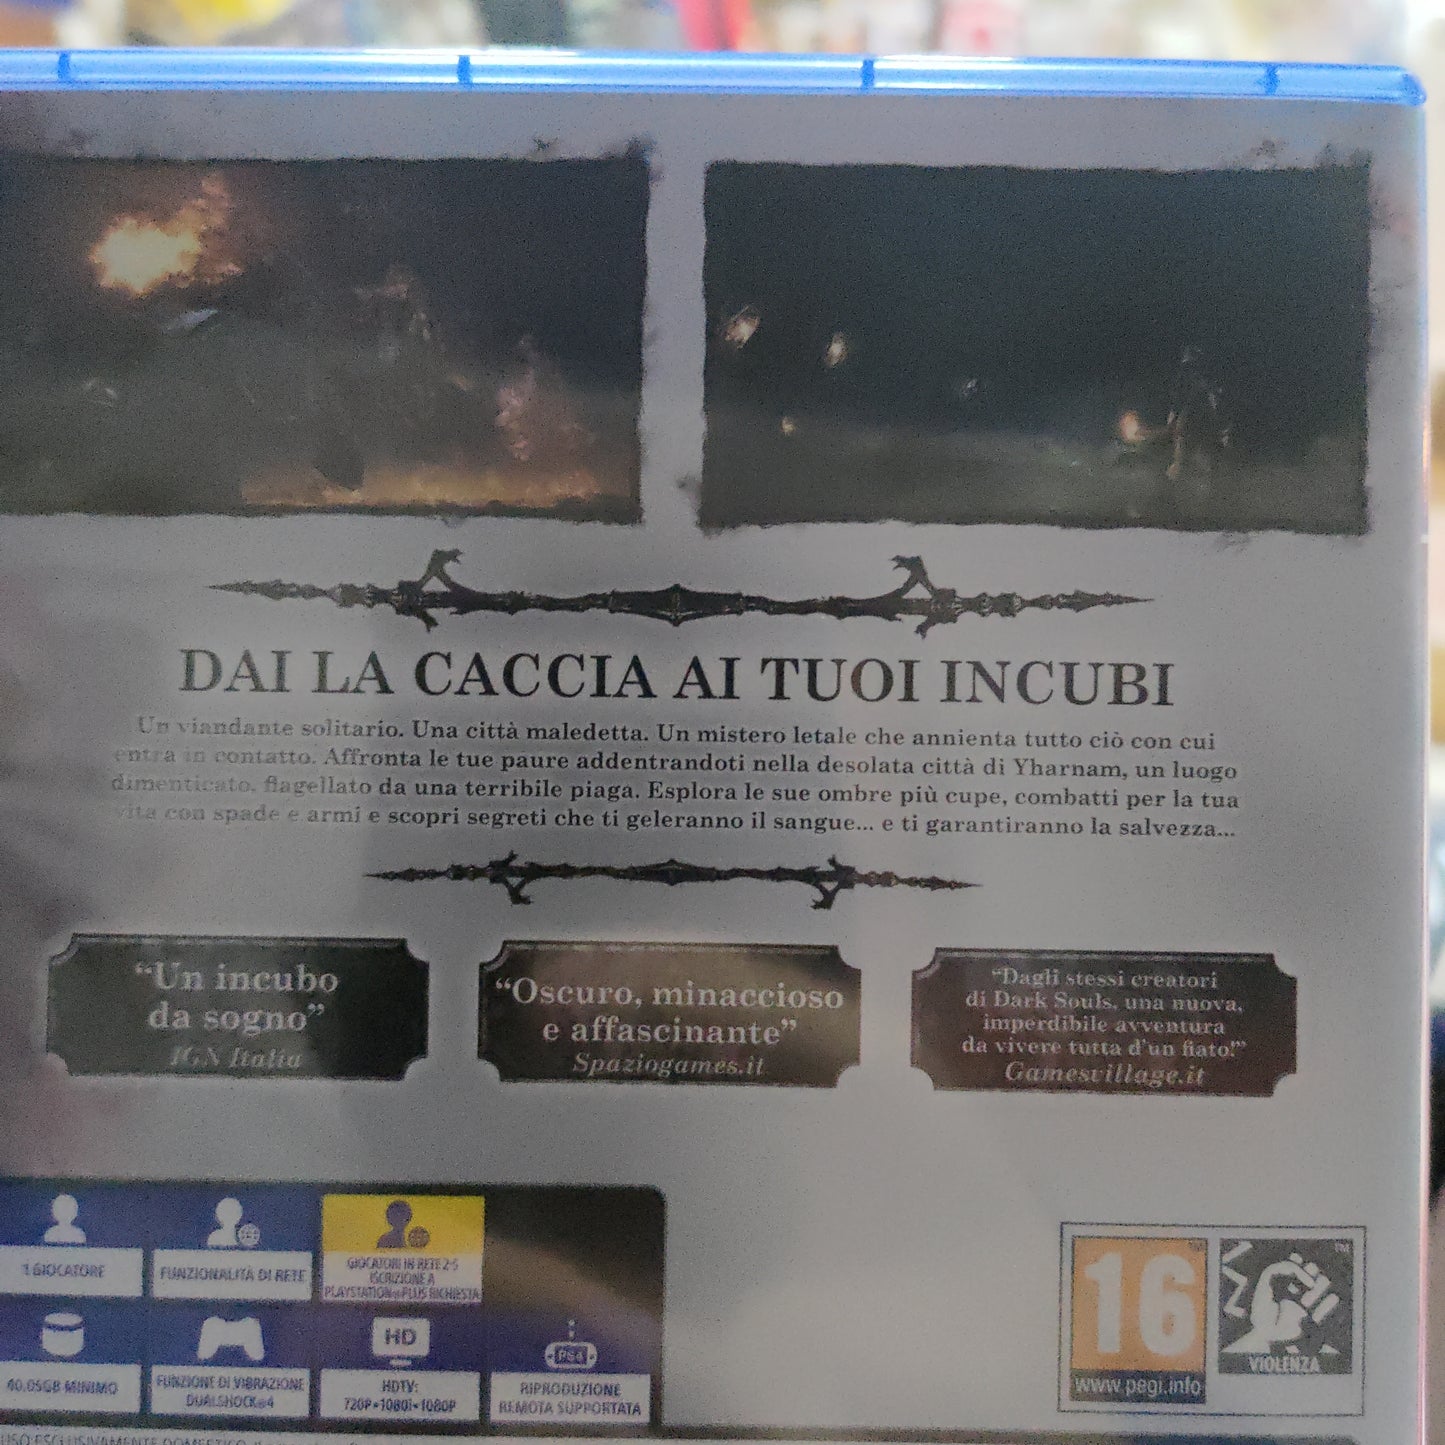 DAI LA CACCIA AI TUOI INCUBI
Un viandante solitario. Una città maledetta. Un mistero letale che annienta tutto ciò con cui
entra in contatto. Affronta le tue paure addentrandoti nella desolata città di Yharnam, un luogo
dimenticato, flagellato da una terribile piaga. Esplora le sue ombre più cupe, combatti per la tua
vita con spade e armi e scopri segreti che ti geleranno il sangue... e ti garantiranno la salvezza...
“Un incubo
da sogno”
IGN Italia
“Oscuro, minaccioso
e affascinante”
Spaziogames.it
“Dagli stessi creatori
di Dark Souls, una nuova,
imperdibile avventura
da vivere tutta d'un fiato!”
Gamesvillage.it
1 GIOCATORE
FUNZIONALITÀ DI RETE
GIOCATORI IN RETE 2-5
ISCRIZIONE A
PLAYSTATION®PLUS RICHIESTA
40.05GB MINIMO
FUNZIONE DI VIBRAZIONE
DUALSHOCK®4
HD
HDTV:
720P•1080i•1080P
PS4
RIPRODUZIONE
REMOTA SUPPORTATA
16
www.pegi.info
VIOLENZA
TM
USO ESCLUSIVAMENTE DOMESTICO